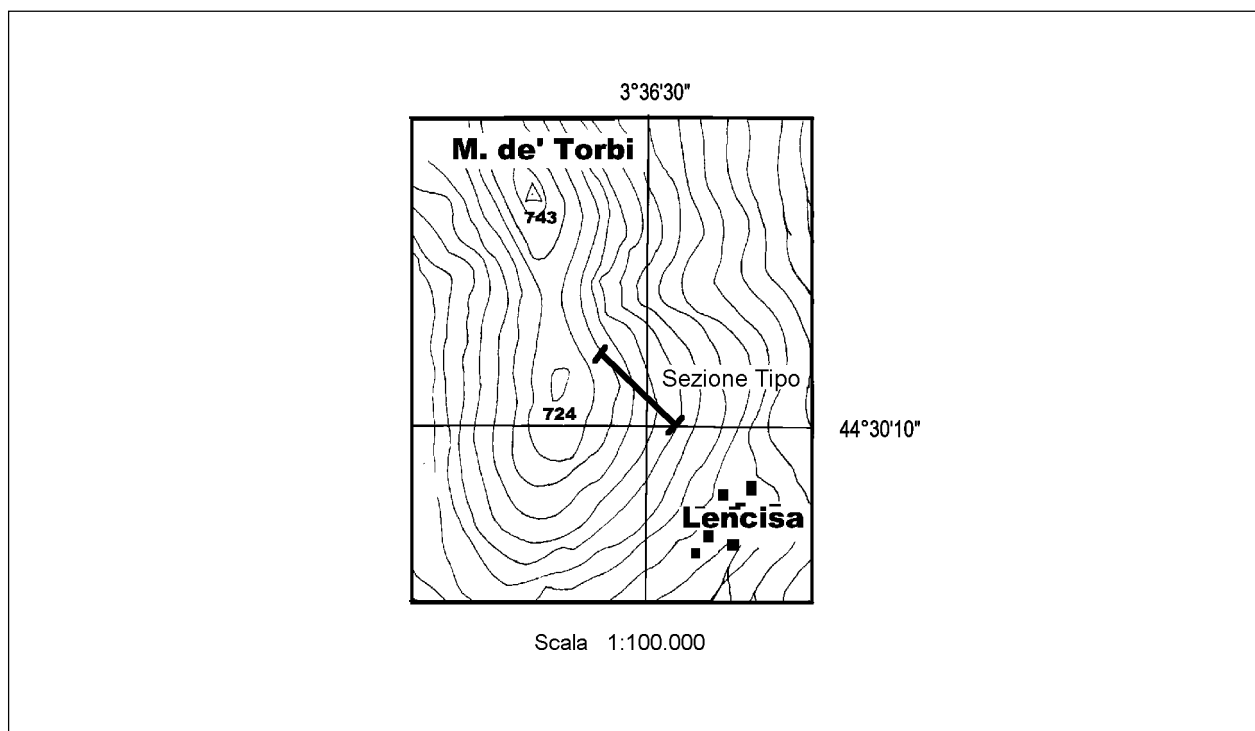 3°36'30"
M. de' Torbi
743
Sezione Tipo
724
44°30'10"
Lencisa
Scala 1:100.000